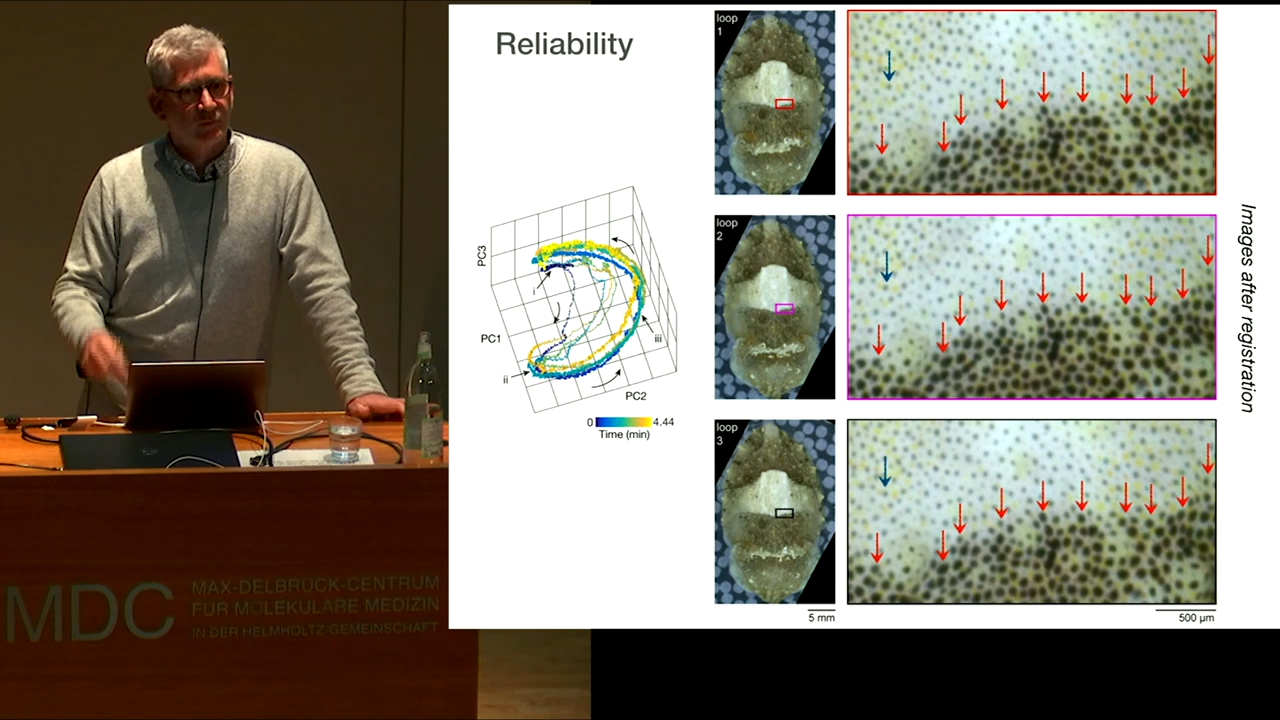 Reliability
PC3
PC1
PC2
i
ii
iii
0
4.44
Time (min)
loop
1
loop
2
loop
3
5 mm
500 µm
Images after registration
MDC
MAX-DELBRÜCK-CENTRUM
FÜR MOLEKULARE MEDIZIN
IN DER HELMHOLTZ-GEMEINSCHAFT